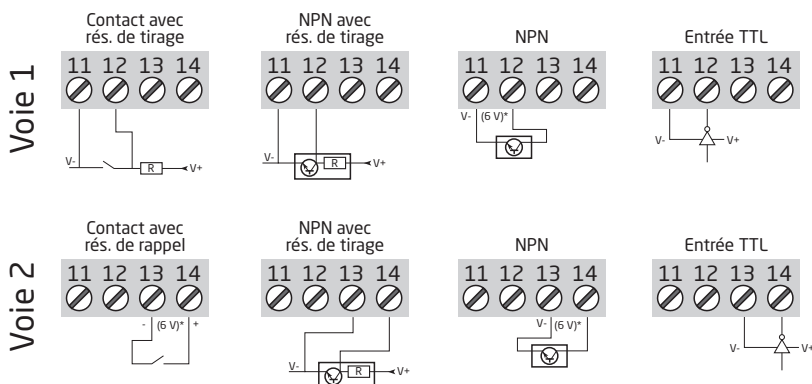 Voie 1
Contact avec
rés. de tirage
11 12 13 14
V-
R
V+
NPN avec
rés. de tirage
11 12 13 14
V-
R
V+
NPN
11 12 13 14
V- (6 V)*
Entrée TTL
11 12 13 14
V-
V+
Voie 2
Contact avec
rés. de rappel
11 12 13 14
- (6 V)* +
NPN avec
rés. de tirage
11 12 13 14
V-
R
V+
NPN
11 12 13 14
V- (6 V)*
Entrée TTL
11 12 13 14
V-
V+